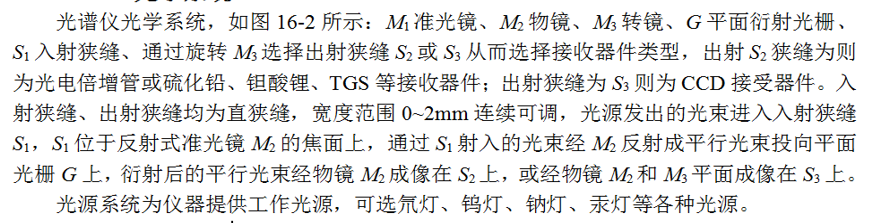 光谱仪光学系统，如图 16-2 所示：M1 准光镜、M2 物镜、M3 转镜、G 平面衍射光栅、
S1 入射狭缝、通过旋转 M3 选择出射狭缝 S2 或 S3 从而选择接收器件类型，出射 S2 狭缝为则
为光电倍增管或硫化铅、钽酸锂、TGS 等接收器件；出射狭缝为 S3 则为 CCD 接受器件。入
射狭缝、出射狭缝均为直狭缝，宽度范围 0~2mm 连续可调，光源发出的光束进入入射狭缝
S1，S1 位于反射式准光镜 M2 的焦面上，通过 S1 射入的光束经 M2 反射成平行光束投向平面
光栅 G 上，衍射后的平行光束经物镜 M2 成像在 S2 上，或经物镜 M2 和 M3 平面成像在 S3 上。
光源系统为仪器提供工作光源，可选氘灯、钨灯、钠灯、汞灯等各种光源。